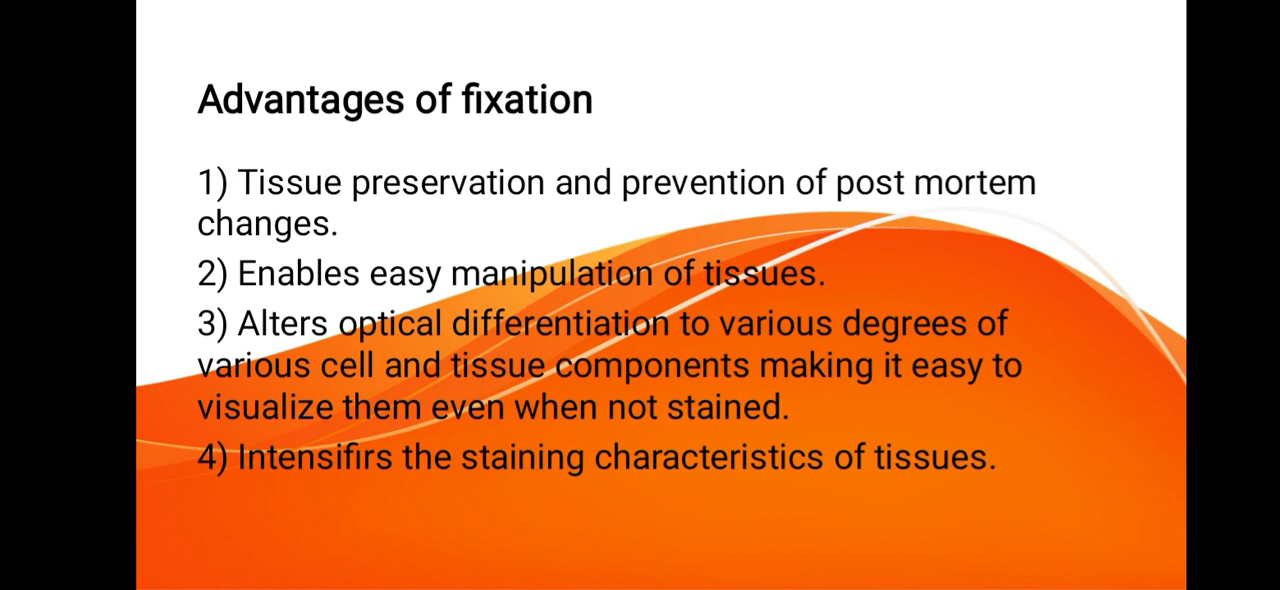 Advantages of fixation
1) Tissue preservation and prevention of post mortem
changes.
2) Enables easy manipulation of tissues.
3) Alters optical differentiation to various degrees of
various cell and tissue components making it easy to
visualize them even when not stained.
4) Intensifirs the staining characteristics of tissues.